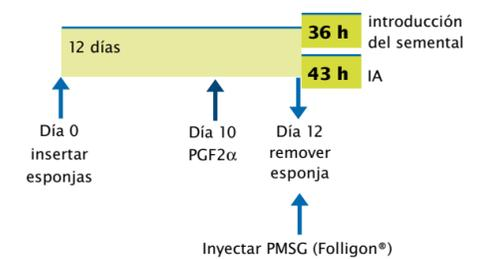 12 días
36 h
introducción
del semental
43 h
IA
Día 0
insertar
esponjas
Día 10
PGF2α
Día 12
remover
esponja
Inyectar PMSG (Folligon®)